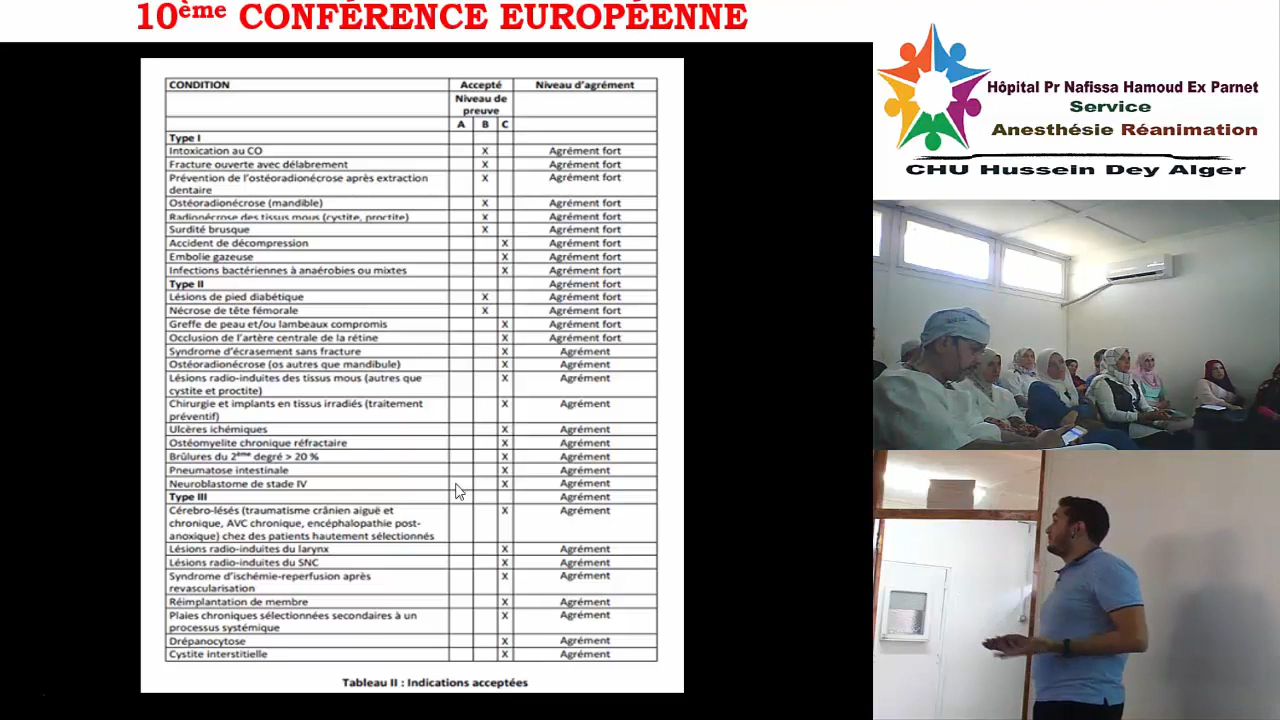 10ème CONFÉRENCE EUROPÉENNE
CONDITION Accepté Niveau d'agrément
Niveau de
preuve
A B C
Type I
Intoxication au CO X Agrément fort
Fracture ouverte avec délabrement X Agrément fort
Prévention de l'ostéoradionécrose après extraction X Agrément fort
dentaire
Ostéoradionécrose (mandible) X Agrément fort
Radionécrose des tissus mous (cystite, proctite) X Agrément fort
Surdité brusque X Agrément fort
Accident de décompression X Agrément fort
Embolie gazeuse X Agrément fort
Infections bactériennes à anaérobies ou mixtes X Agrément fort
Type II Agrément fort
Lésions de pied diabétique X Agrément fort
Nécrose de tête fémorale X Agrément fort
Greffe de peau et/ou lambeaux compromis X Agrément fort
Occlusion de l'artère centrale de la rétine X Agrément fort
Syndrome d'écrasement sans fracture X Agrément
Ostéoradionécrose (os autres que mandibule) X Agrément
Lésions radio-induites des tissus mous (autres que X Agrément
cystite et proctite)
Chirurgie et implants en tissus irradiés (traitement X Agrément
préventif)
Ulcères ichémiques X Agrément
Ostéomyelite chronique réfractaire X Agrément
Brûlures du 2ème degré > 20 % X Agrément
Pneumatose intestinale X Agrément
Neuroblastome de stade IV X Agrément
Type III Agrément
Cérebro-lésés (traumatisme crânien aiguë et X Agrément
chronique, AVC chronique, encéphalopathie post-
anoxique) chez des patients hautement sélectionnés
Lésions radio-induites du larynx X Agrément
Lésions radio-induites du SNC X Agrément
Syndrome d'ischémie-reperfusion après X Agrément
revascularisation
Réimplantation de membre X Agrément
Plaies chroniques sélectionnées secondaires à un X Agrément
processus systémique
Drépanocytose X Agrément
Cystite interstitielle X Agrément
Tableau II : Indications acceptées
Hôpital Pr Nafissa Hamoud Ex Parnet
Service
Anesthésie Réanimation
CHU Hussein Dey Alger